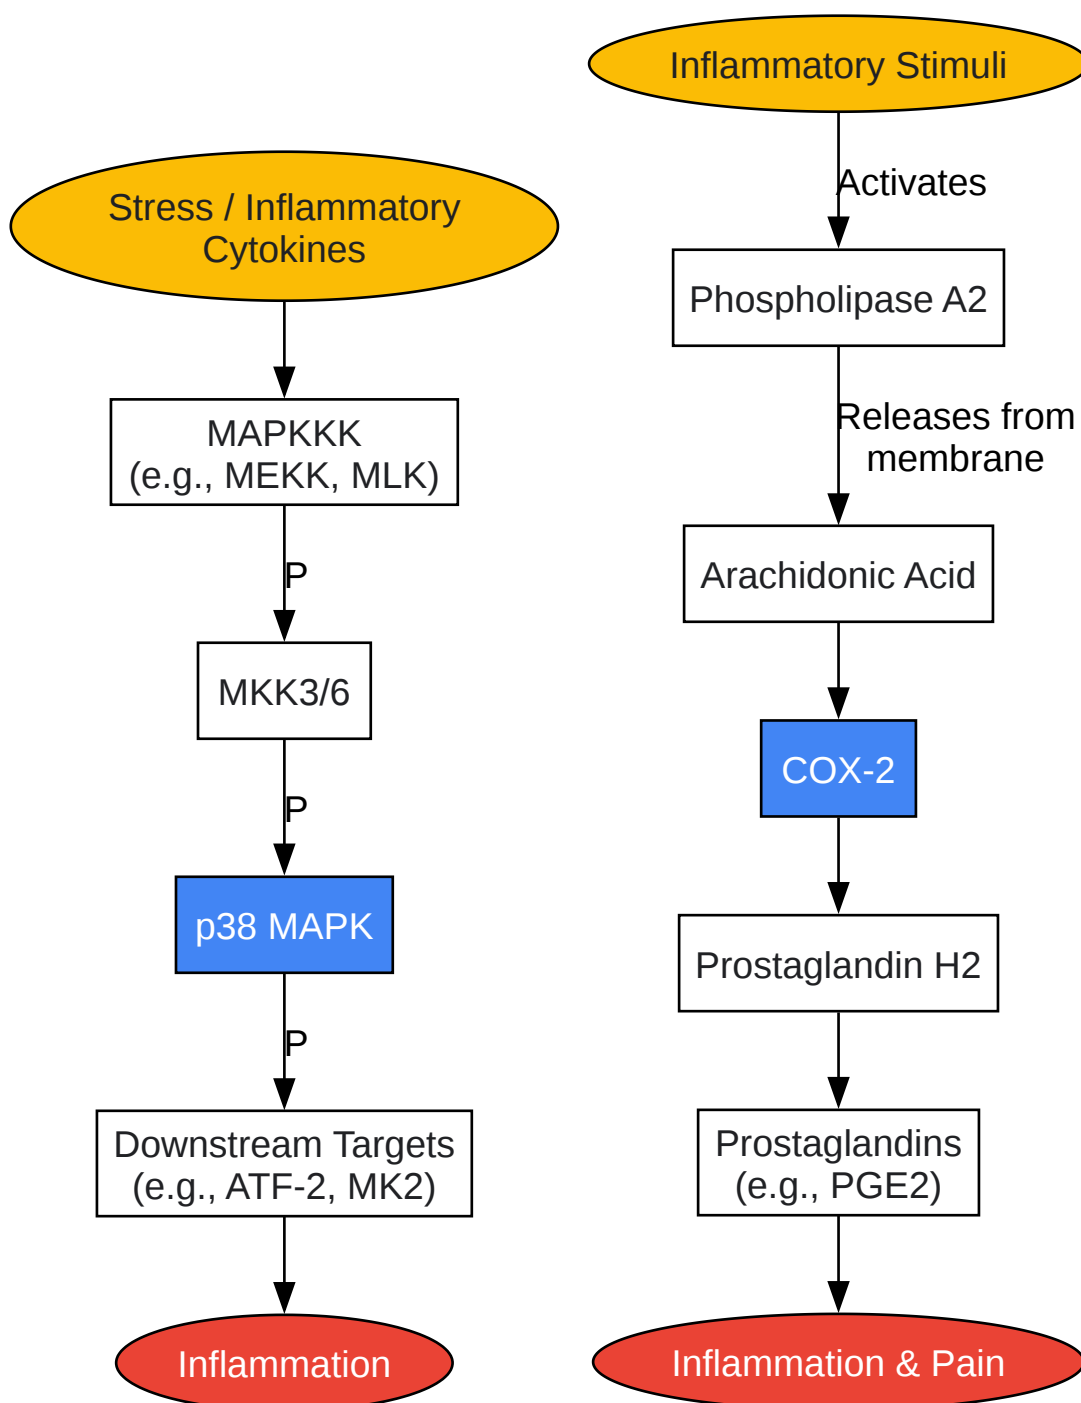 Stress / Inflammatory
Cytokines
MAPKKK
(e.g., MEKK, MLK)
P
MKK3/6
P
p38 MAPK
P
Downstream Targets
(e.g., ATF-2, MK2)
Inflammation
Inflammatory Stimuli
Activates
Phospholipase A2
Releases from
membrane
Arachidonic Acid
COX-2
Prostaglandin H2
Prostaglandins
(e.g., PGE2)
Inflammation & Pain